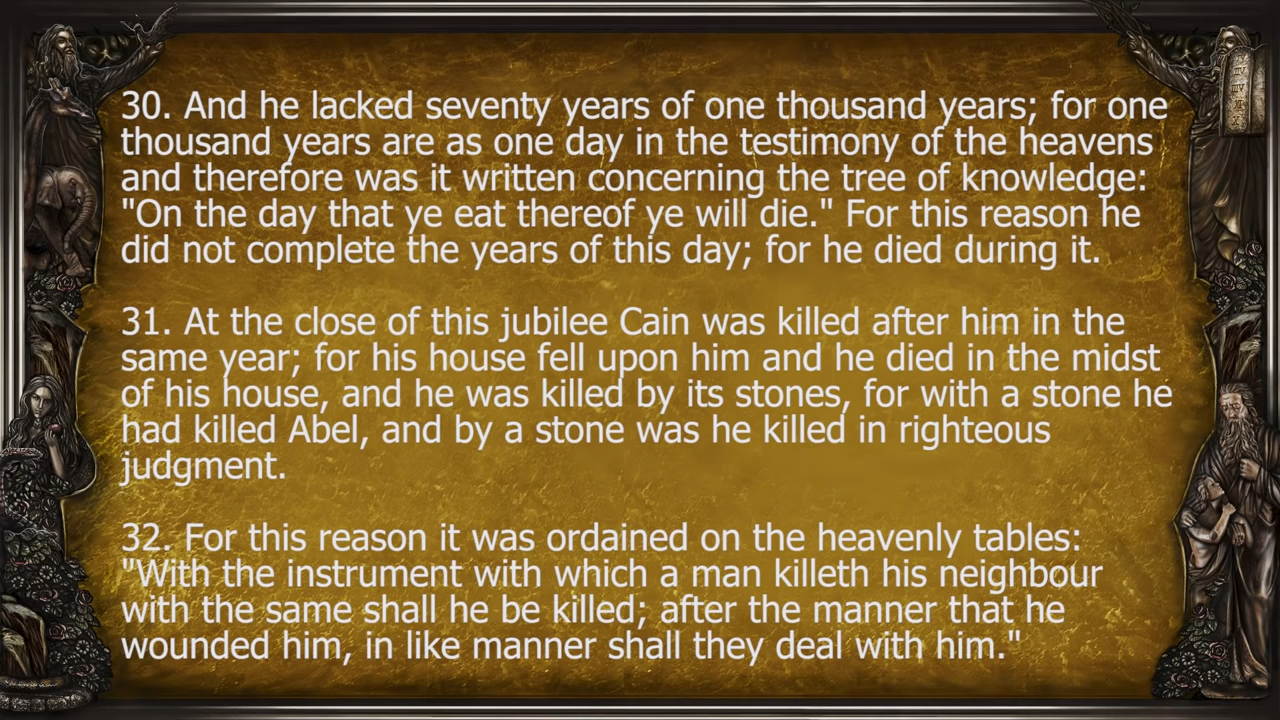 30. And he lacked seventy years of one thousand years; for one
thousand years are as one day in the testimony of the heavens
and therefore was it written concerning the tree of knowledge:
"On the day that ye eat thereof ye will die." For this reason he
did not complete the years of this day; for he died during it.
31. At the close of this jubilee Cain was killed after him in the
same year; for his house fell upon him and he died in the midst
of his house, and he was killed by its stones, for with a stone he
had killed Abel, and by a stone was he killed in righteous
judgment.
32. For this reason it was ordained on the heavenly tables:
"With the instrument with which a man killeth his neighbour
with the same shall he be killed; after the manner that he
wounded him, in like manner shall they deal with him."